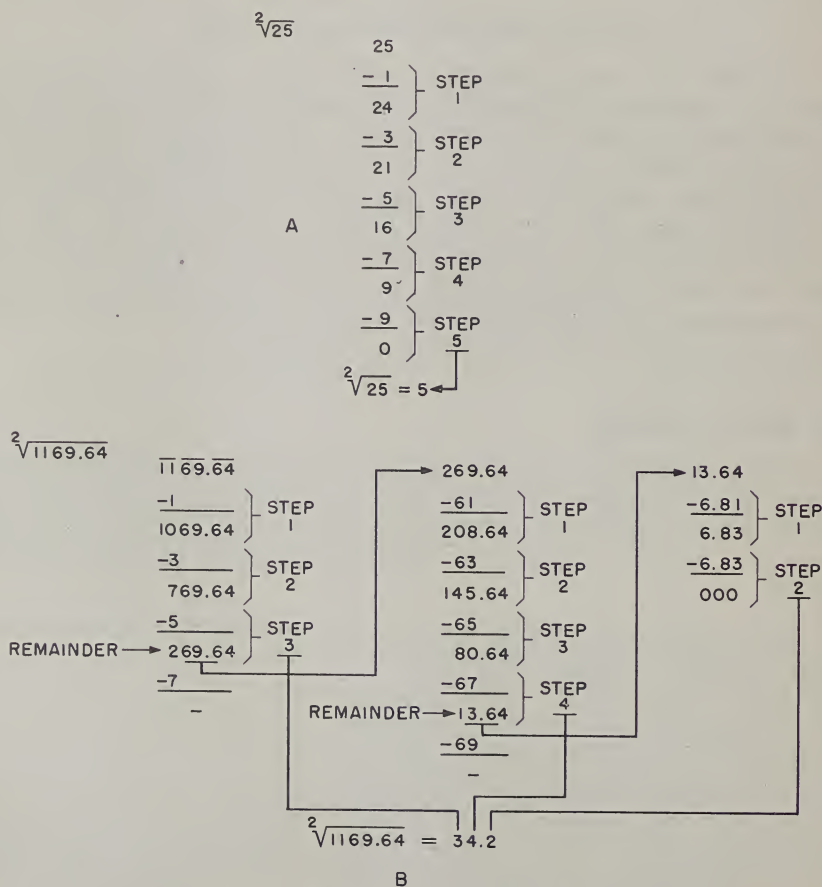 ²√25
25
- 1
24
STEP
1
- 3
21
STEP
2
- 5
16
STEP
3
A
- 7
9
STEP
4
- 9
0
STEP
5
²√25 = 5
²√1169.64
1169.64
-1
1069.64
STEP
1
-3
769.64
STEP
2
-5
REMAINDER → 269.64
STEP
3
-7
-
269.64
-61
208.64
STEP
1
-63
145.64
STEP
2
-65
80.64
STEP
3
-67
REMAINDER → 13.64
STEP
4
-69
-
13.64
-6.81
6.83
STEP
1
-6.83
000
STEP
2
²√1169.64 = 34.2
B